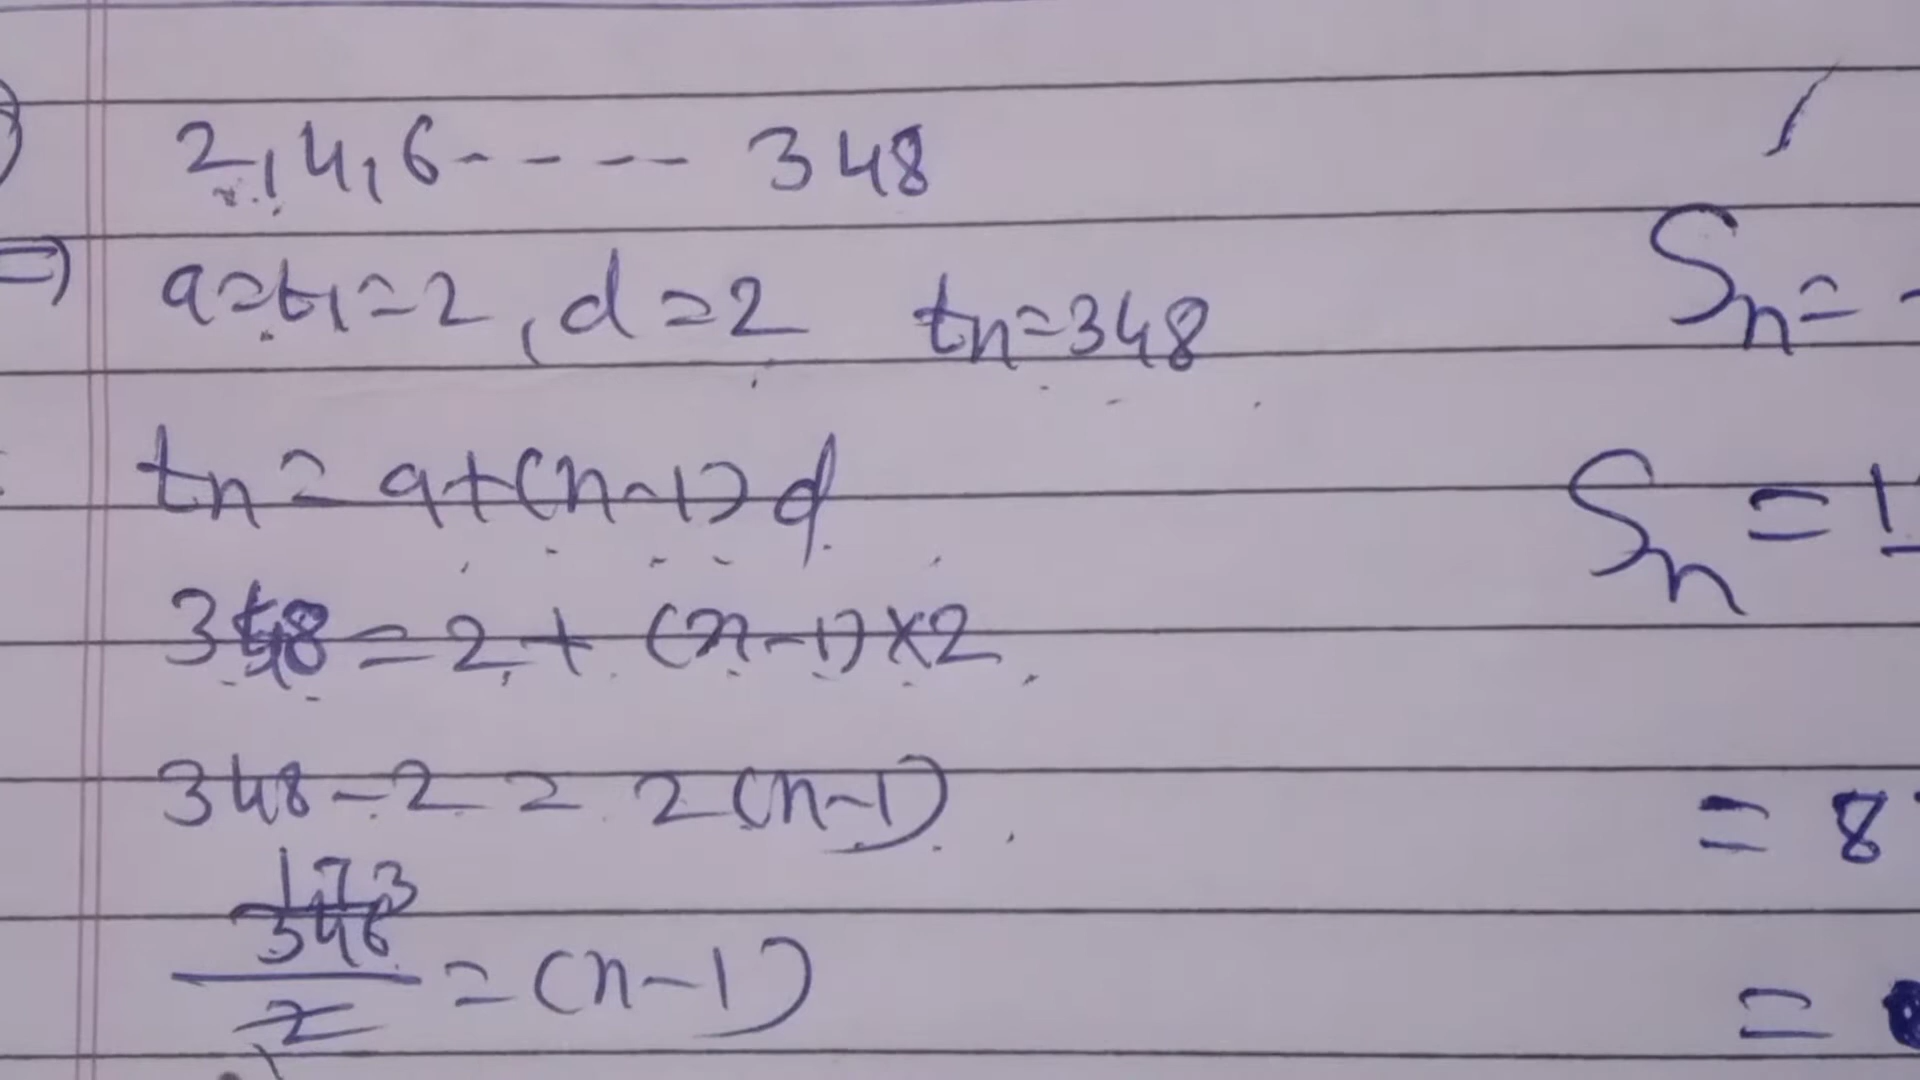 2,4,6----- 348
=) a=t1=2, d=2 tn=348
tn= a+(n-1)d
348=2+(n-1)×2
348-2=2(n-1)
173
346
2 =(n-1)
Sn=
Sn=1
= 8
=